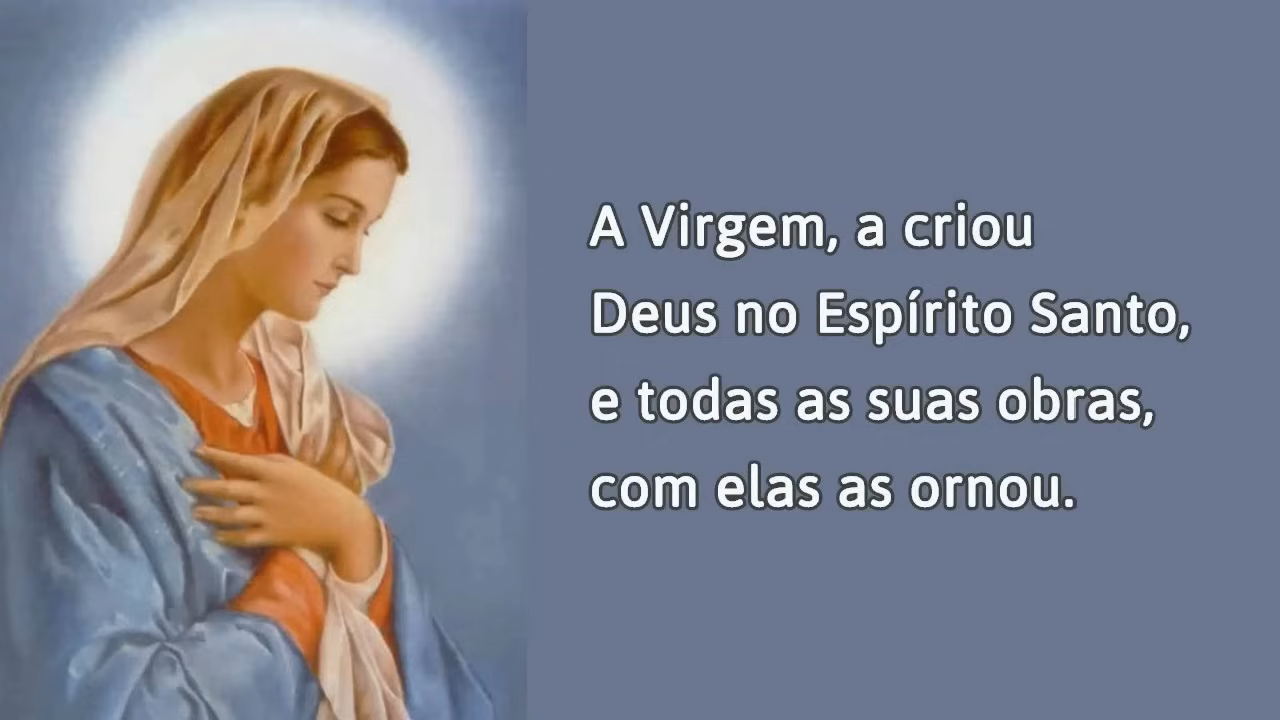 A Virgem, a criou
Deus no Espírito Santo,
e todas as suas obras,
com elas as ornou.